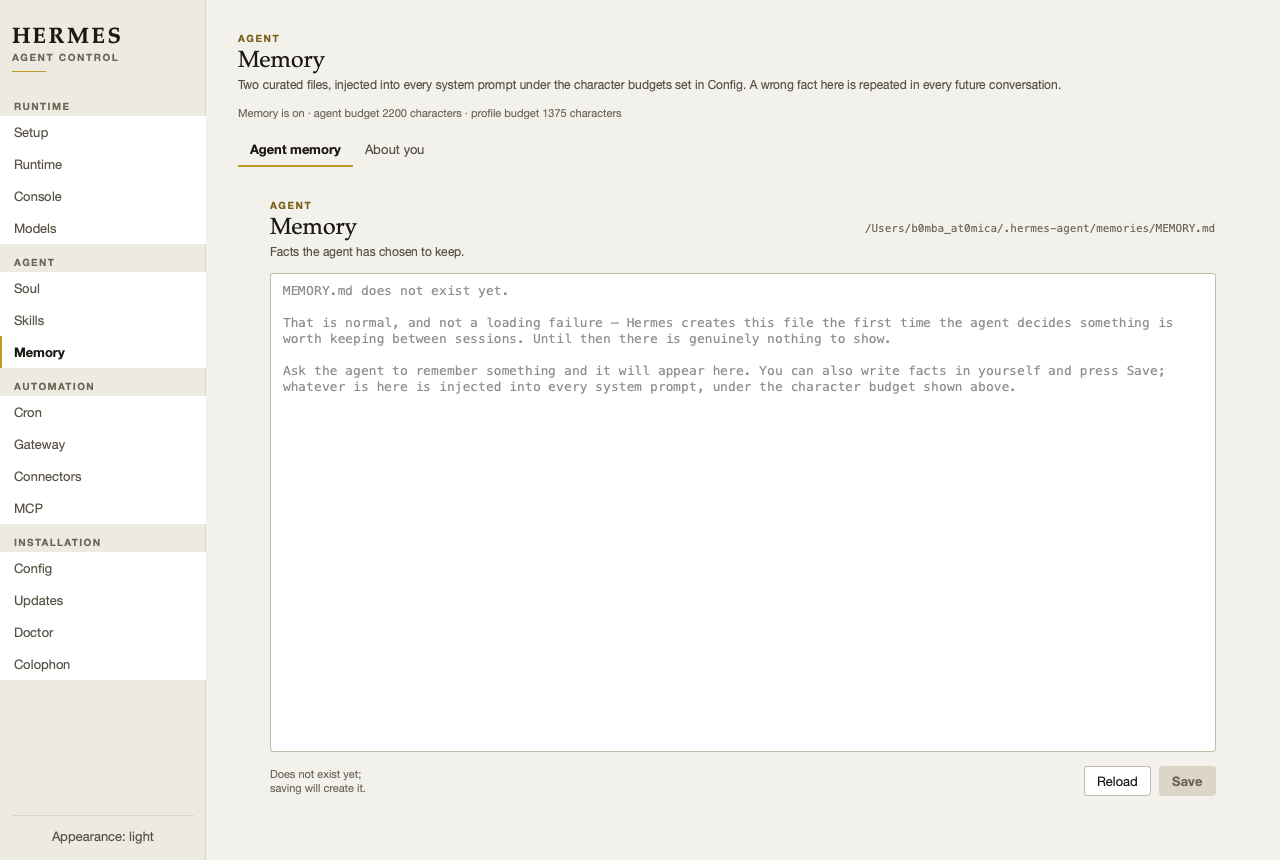 HERMES
AGENT CONTROL
RUNTIME
Setup
Runtime
Console
Models
AGENT
Soul
Skills
Memory
AUTOMATION
Cron
Gateway
Connectors
MCP
INSTALLATION
Config
Updates
Doctor
Colophon
Appearance: light
AGENT
Memory
Two curated files, injected into every system prompt under the character budgets set in Config. A wrong fact here is repeated in every future conversation.
Memory is on · agent budget 2200 characters · profile budget 1375 characters
Agent memory
About you
AGENT
Memory
/Users/b0mba_at0mica/.hermes-agent/memories/MEMORY.md
Facts the agent has chosen to keep.
MEMORY.md does not exist yet.
That is normal, and not a loading failure — Hermes creates this file the first time the agent decides something is
worth keeping between sessions. Until then there is genuinely nothing to show.
Ask the agent to remember something and it will appear here. You can also write facts in yourself and press Save;
whatever is here is injected into every system prompt, under the character budget shown above.
Does not exist yet;
saving will create it.
Reload
Save